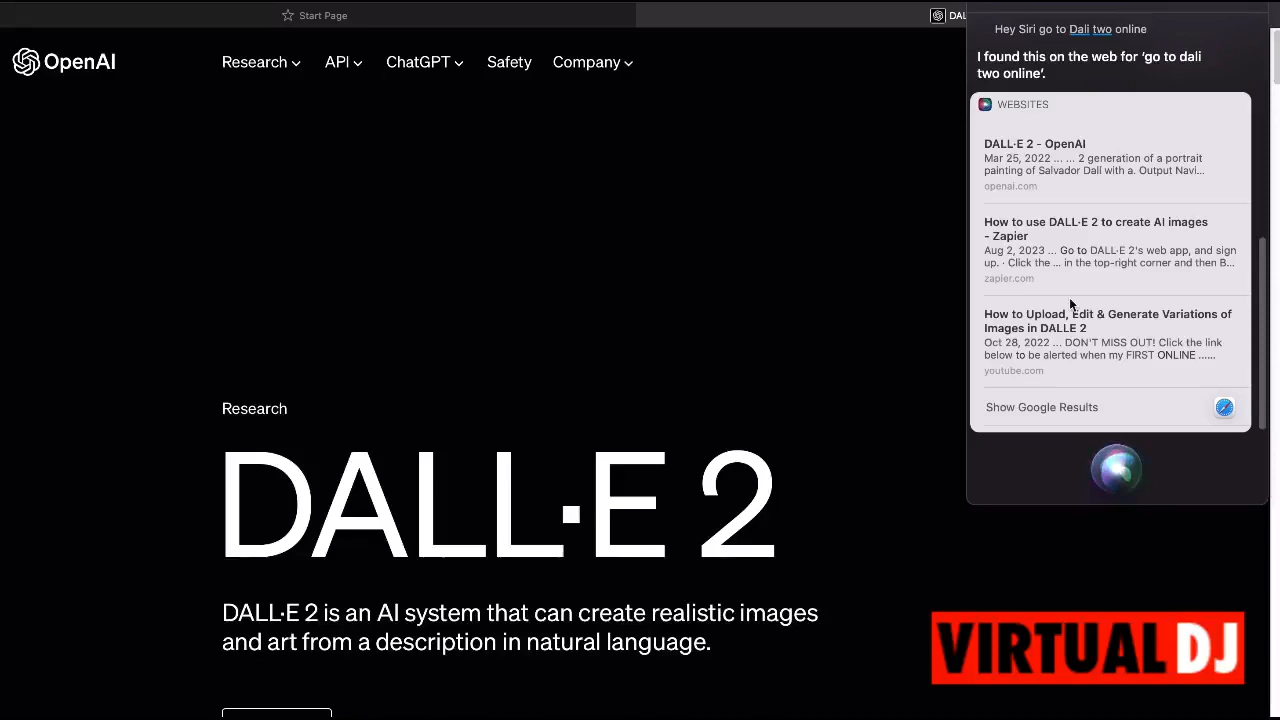 Start Page
DAL
OpenAI
Research
API
ChatGPT
Safety
Company
Hey Siri go to Dali two online
I found this on the web for ‘go to dali
two online’.
WEBSITES
DALL·E 2 - OpenAI
Mar 25, 2022 ... ... 2 generation of a portrait
painting of Salvador Dalí with a. Output Navi...
openai.com
How to use DALL·E 2 to create AI images
- Zapier
Aug 2, 2023 ... Go to DALL·E 2's web app, and sign
up. · Click the ... in the top-right corner and then B...
zapier.com
How to Upload, Edit & Generate Variations of
Images in DALLE 2
Oct 28, 2022 ... DON'T MISS OUT! Click the link
below to be alerted when my FIRST ONLINE ......
youtube.com
Show Google Results
Research
DALL·E 2
DALL·E 2 is an AI system that can create realistic images
and art from a description in natural language.
VIRTUAL DJ